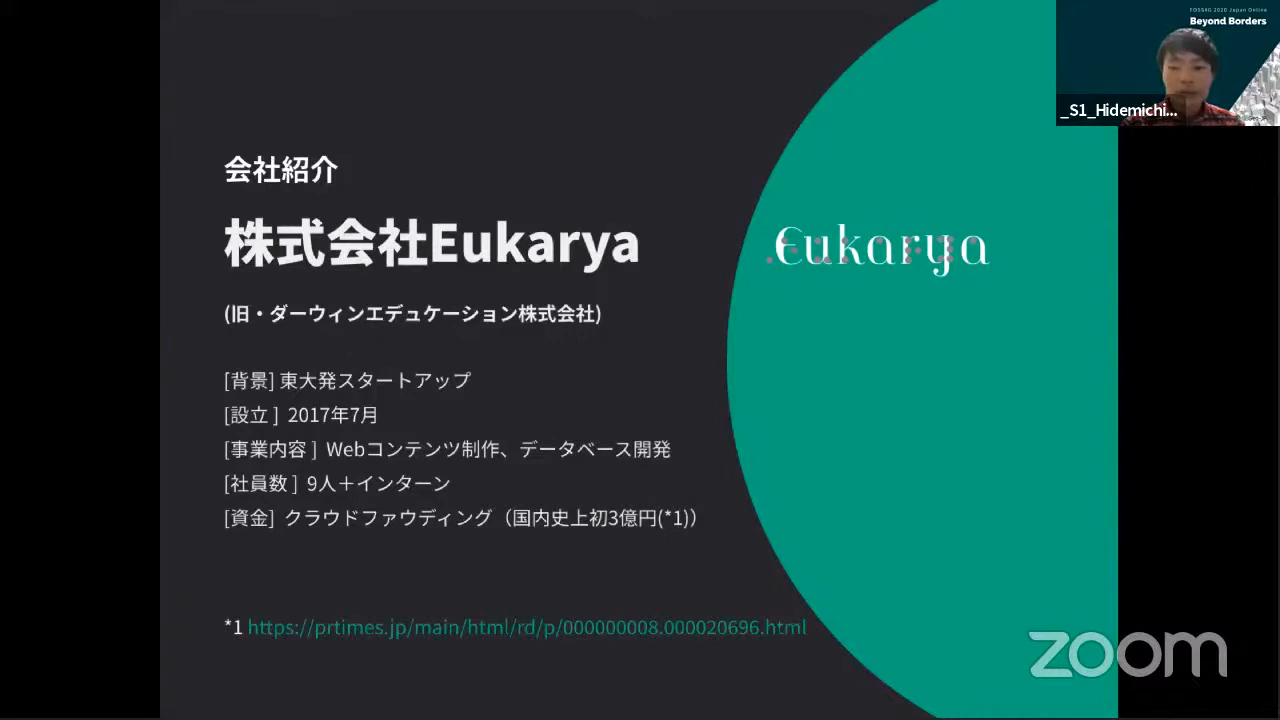 FOSS4G 2020 Japan Online
Beyond Borders
_S1_Hidemichi...
会社紹介
株式会社Eukarya
Eukarya
(旧・ダーウィンエデュケーション株式会社)
[背景] 東大発スタートアップ
[設立 ] 2017年7月
[事業内容 ] Webコンテンツ制作、データベース開発
[社員数 ] 9人＋インターン
[資金] クラウドファウディング（国内史上初3億円(*1)）
*1 https://prtimes.jp/main/html/rd/p/000000008.000020696.html
zoom